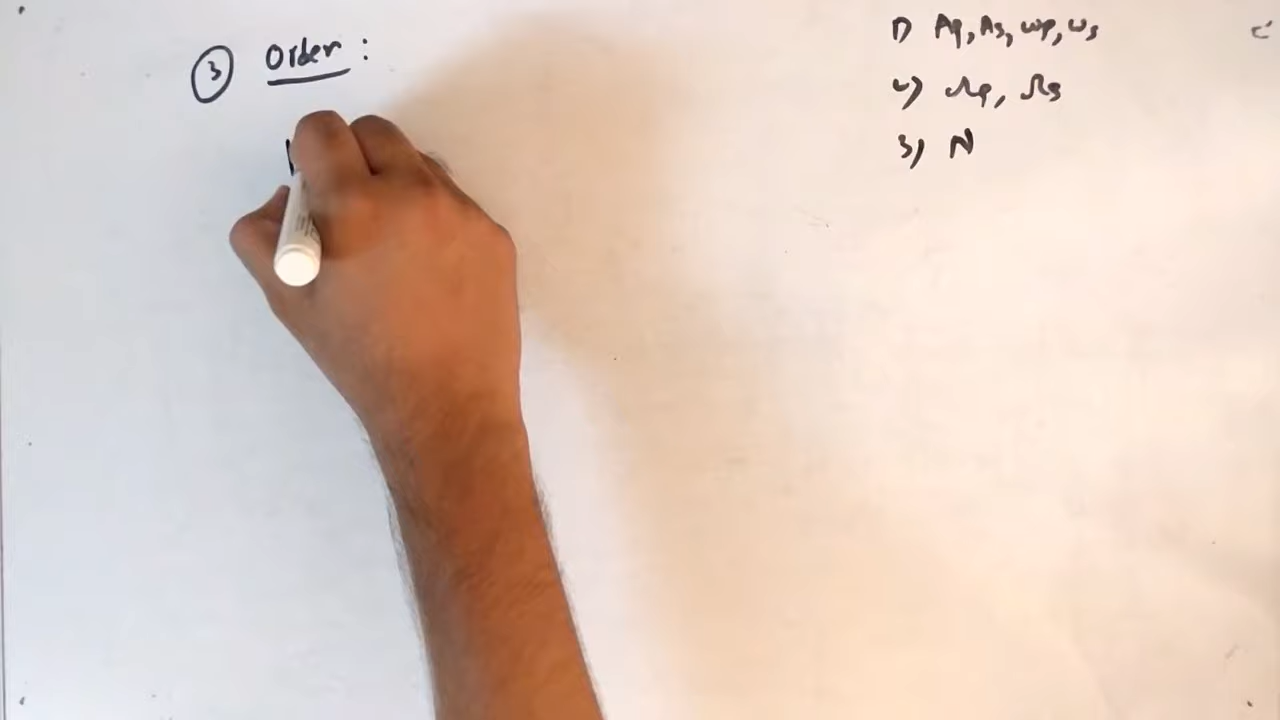 ③ Order :
1) Ap, As, ωp, ωs
2) Ωp, Ωs
3) N